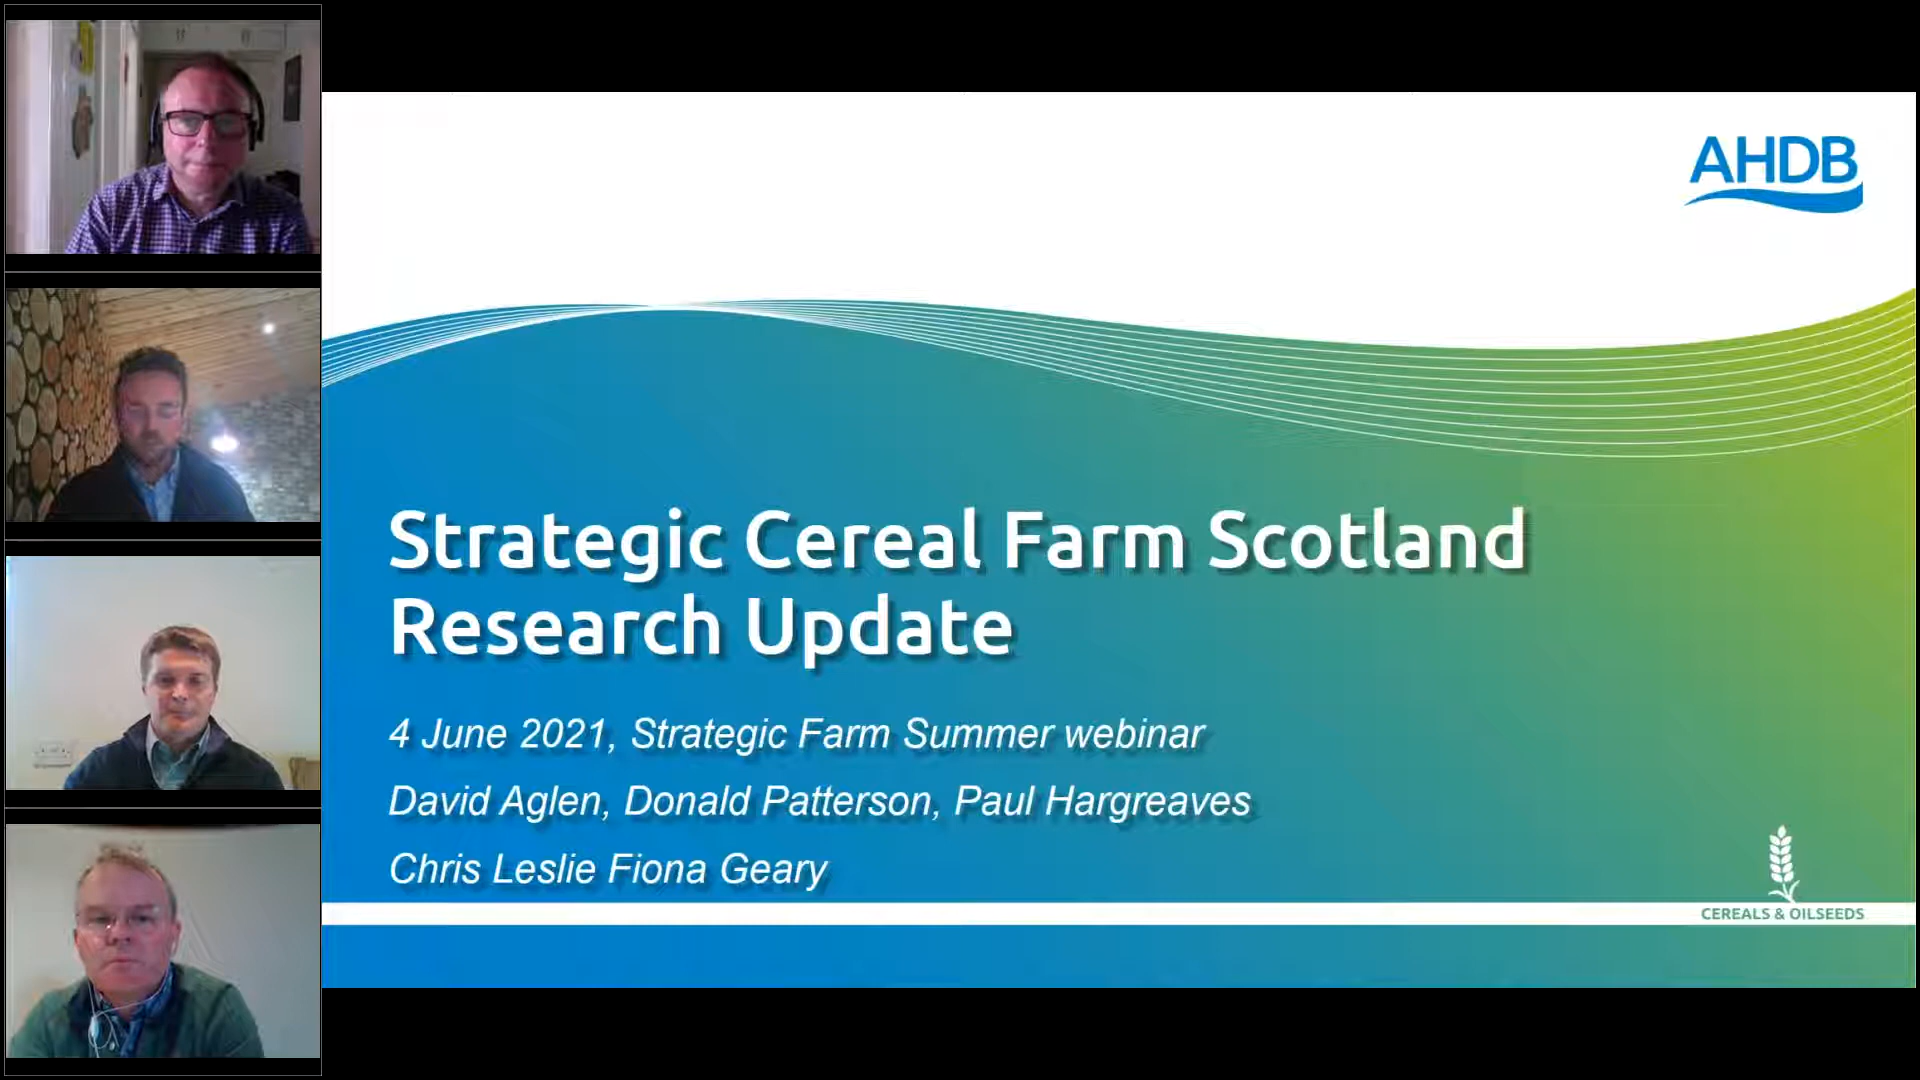 AHDB
Strategic Cereal Farm Scotland
Research Update
4 June 2021, Strategic Farm Summer webinar
David Aglen, Donald Patterson, Paul Hargreaves
Chris Leslie Fiona Geary
CEREALS & OILSEEDS